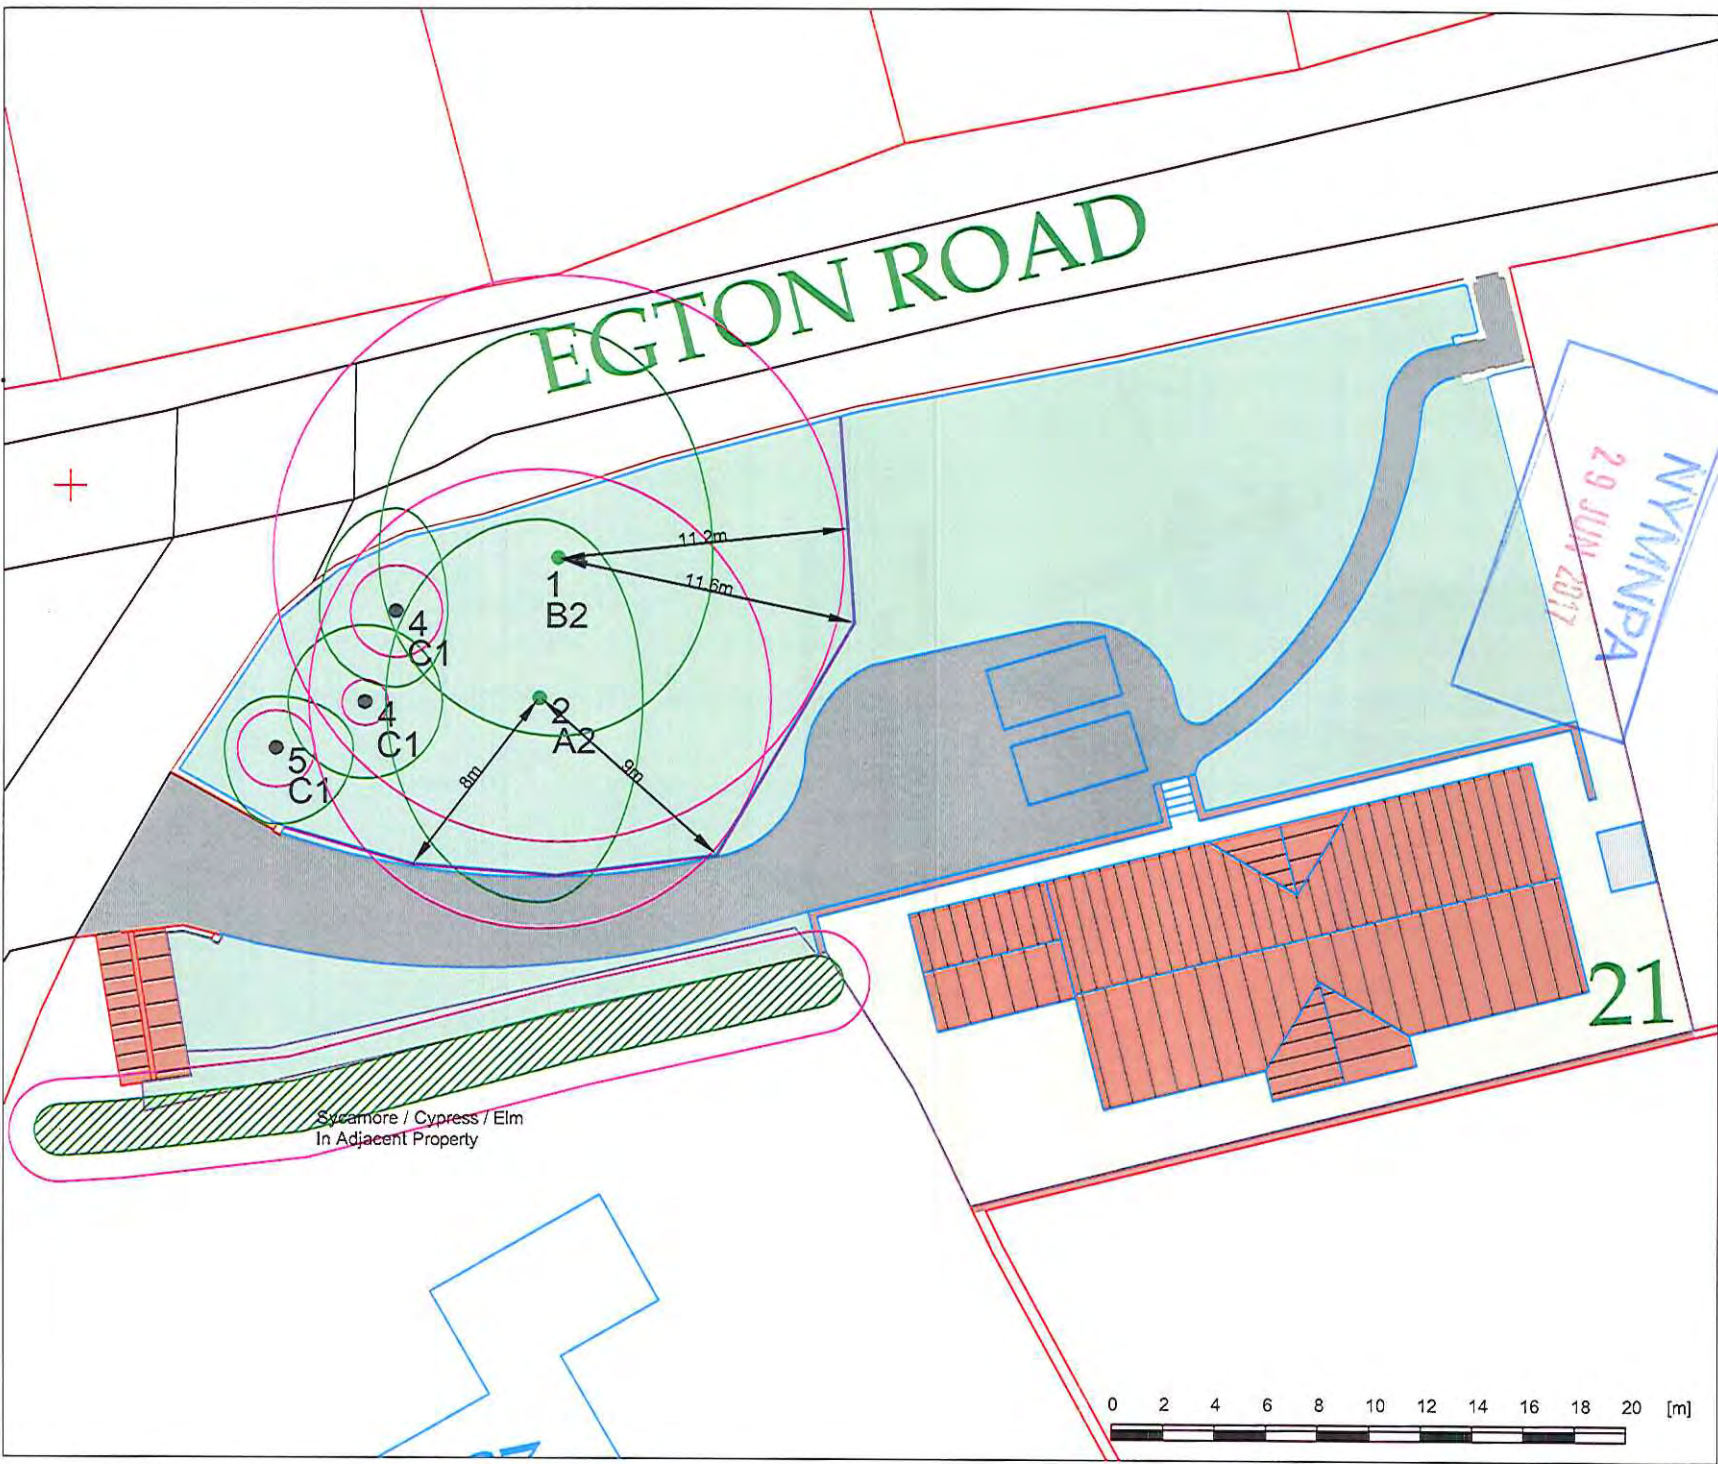 EGTON ROAD
NYMNPA
29 JUN 2017
11.2m
11.6m
1
B2
4
C1
2
A2
4
C1
5
C1
8m
9m
21
Sycamore / Cypress / Elm
In Adjacent Property
0 2 4 6 8 10 12 14 16 18 20 [m]